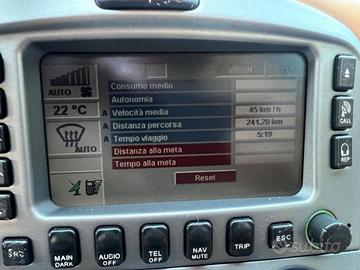 VIRGIN
Consumo medio
AUTO
Autonomia
22 °C
A Velocità media 45 km/h
A Distanza percorsa 241.20 km
A Tempo viaggio 5:19
AUTO
Distanza alla meta
Tempo alla meta
Reset
CALL
REP
SRC
MAIN DARK
AUDIO OFF
TEL OFF
NAV MUTE
TRIP
ESC
subito